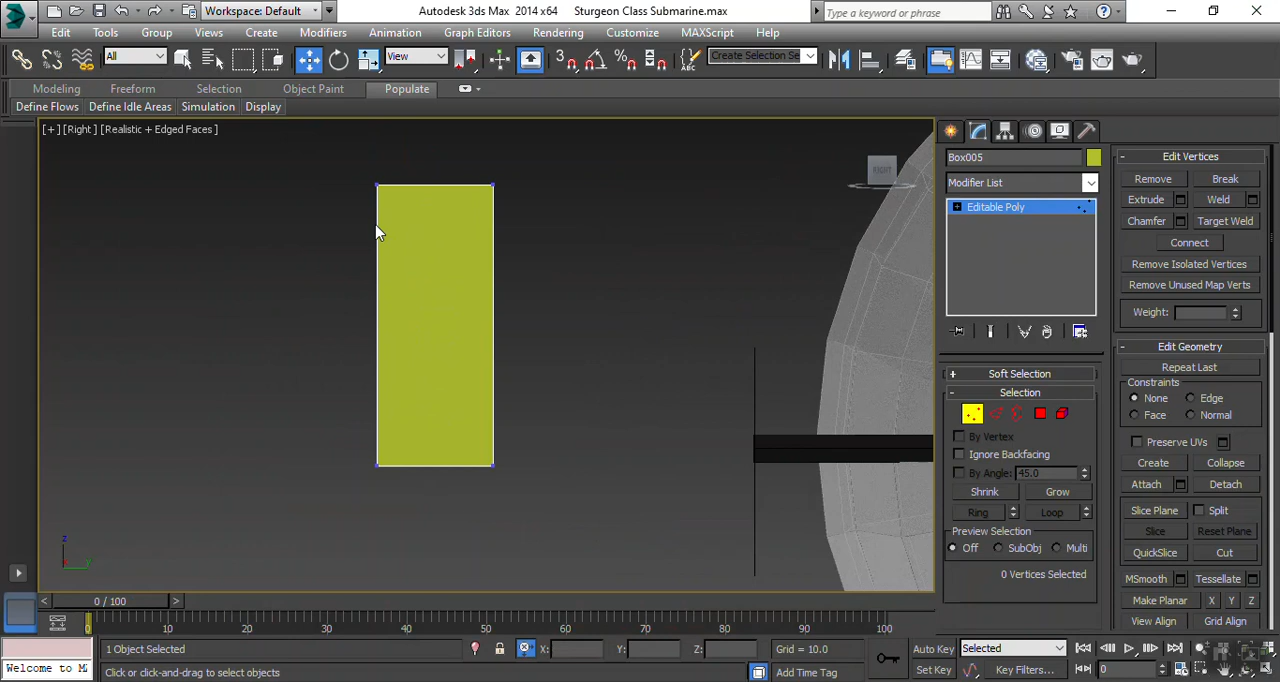 Workspace: Default
Autodesk 3ds Max 2014 x64 Sturgeon Class Submarine.max
Type a keyword or phrase
Edit Tools Group Views Create Modifiers Animation Graph Editors Rendering Customize MAXScript Help
All View 3 Create Selection Se
Modeling Freeform Selection Object Paint Populate
Define Flows Define Idle Areas Simulation Display
[+] [Right ] [Realistic + Edged Faces ]
RIGHT
z
x
y
Box005
Modifier List
Editable Poly
Soft Selection
Selection
By Vertex
Ignore Backfacing
By Angle: 45.0
Shrink Grow
Ring Loop
Preview Selection
Off SubObj Multi
0 Vertices Selected
Edit Vertices
Remove Break
Extrude Weld
Chamfer Target Weld
Connect
Remove Isolated Vertices
Remove Unused Map Verts
Weight:
Edit Geometry
Repeat Last
Constraints
None Edge
Face Normal
Preserve UVs
Create Collapse
Attach Detach
Slice Plane Split
Slice Reset Plane
QuickSlice Cut
MSmooth Tessellate
Make Planar X Y Z
View Align Grid Align
< 0 / 100 >
0 10 20 30 40 50 60 70 80 90 100
1 Object Selected X: Y: Z: Grid = 10.0 Auto Key Selected
Welcome to M Click or click-and-drag to select objects Add Time Tag Set Key Key Filters... 0